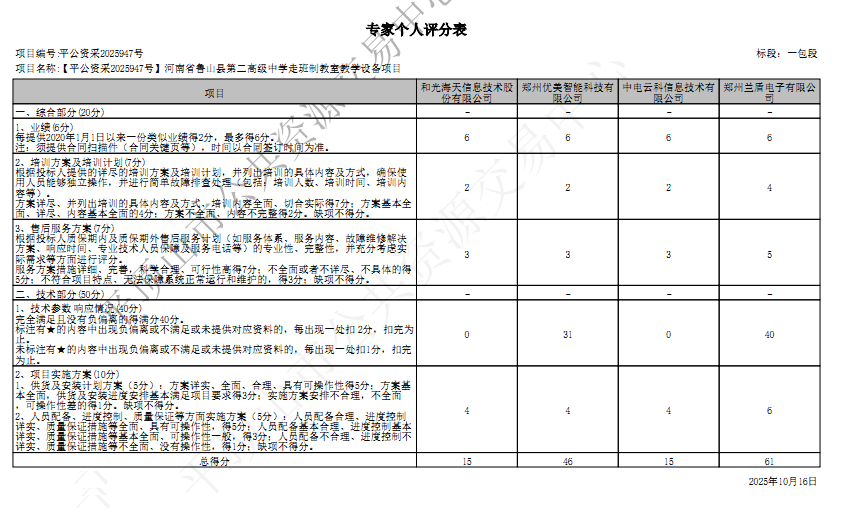 专家个人评分表
项目编号:平公资采2025947号 标段：一包段
项目名称:【平公资采2025947号】河南省鲁山县第二高级中学走班制教室教学设备项目
项目 和光海天信息技术股份有限公司 郑州优美智能科技有限公司 中电云科信息技术有限公司 郑州兰盾电子有限公司
一、综合部分(20分) - - - -
1、业绩(6分)
每提供2020年1月1日以来一份类似业绩得2分，最多得6分。
注：须提供合同扫描件（合同关键页等），时间以合同签订时间为准。
6 6 6 6
2、培训方案及培训计划(7分)
根据投标人提供的详尽的培训方案及培训计划，并列出培训的具体内容及方式，确保使
用人员能够独立操作，并进行简单故障排查处理（包括：培训人数、培训时间、培训内
容等）。
方案详尽、并列出培训的具体内容及方式、培训内容全面、切合实际得7分；方案基本全
面、详尽、内容基本全面的4分；方案不全面、内容不完整得2分。缺项不得分。
2 2 2 4
3、售后服务方案(7分)
根据投标人质保期内及质保期外售后服务计划（如服务体系、服务内容、故障维修解决
方案、响应时间、专业技术人员保障及服务电话等）的专业性、完整性，并充分考虑实
际需求等方面进行评分。
服务方案措施详细、完善，科学合理、可行性高得7分；不全面或者不详尽、不具体的得
5分；不符合项目特点、无法保障系统正常运行和维护的，得3分；缺项不得分。
3 3 3 5
二、技术部分(50分) - - - -
1、技术参数 响应情况(40分)
完全满足且没有负偏离的得满分40分。
标注有★的内容中出现负偏离或不满足或未提供对应资料的，每出现一处扣 2分，扣完为
止。
未标注有★的内容中出现负偏离或不满足或未提供对应资料的，每出现一处扣1分，扣完
为止。
0 31 0 40
2、项目实施方案(10分)
1、供货及安装计划方案（5分）：方案详实、全面、合理、具有可操作性得5分；方案基
本全面，供货及安装进度安排基本满足项目要求得3分；实施方案安排不合理，不全面
，可操作性差的得1分。缺项不得分。
2、人员配备、进度控制、质量保证等方面实施方案（5分）：人员配备合理、进度控制
详实、质量保证措施等全面、具有可操作性，得5分；人员配备基本合理、进度控制基本
详实、质量保证措施等基本全面、可操作性一般，得3分；人员配备不合理、进度控制不
详实、质量保证措施等不全面、没有操作性，得1分；缺项不得分。
4 4 4 6
总得分 15 46 15 61
2025年10月16日
平顶山市公共资源交易中心